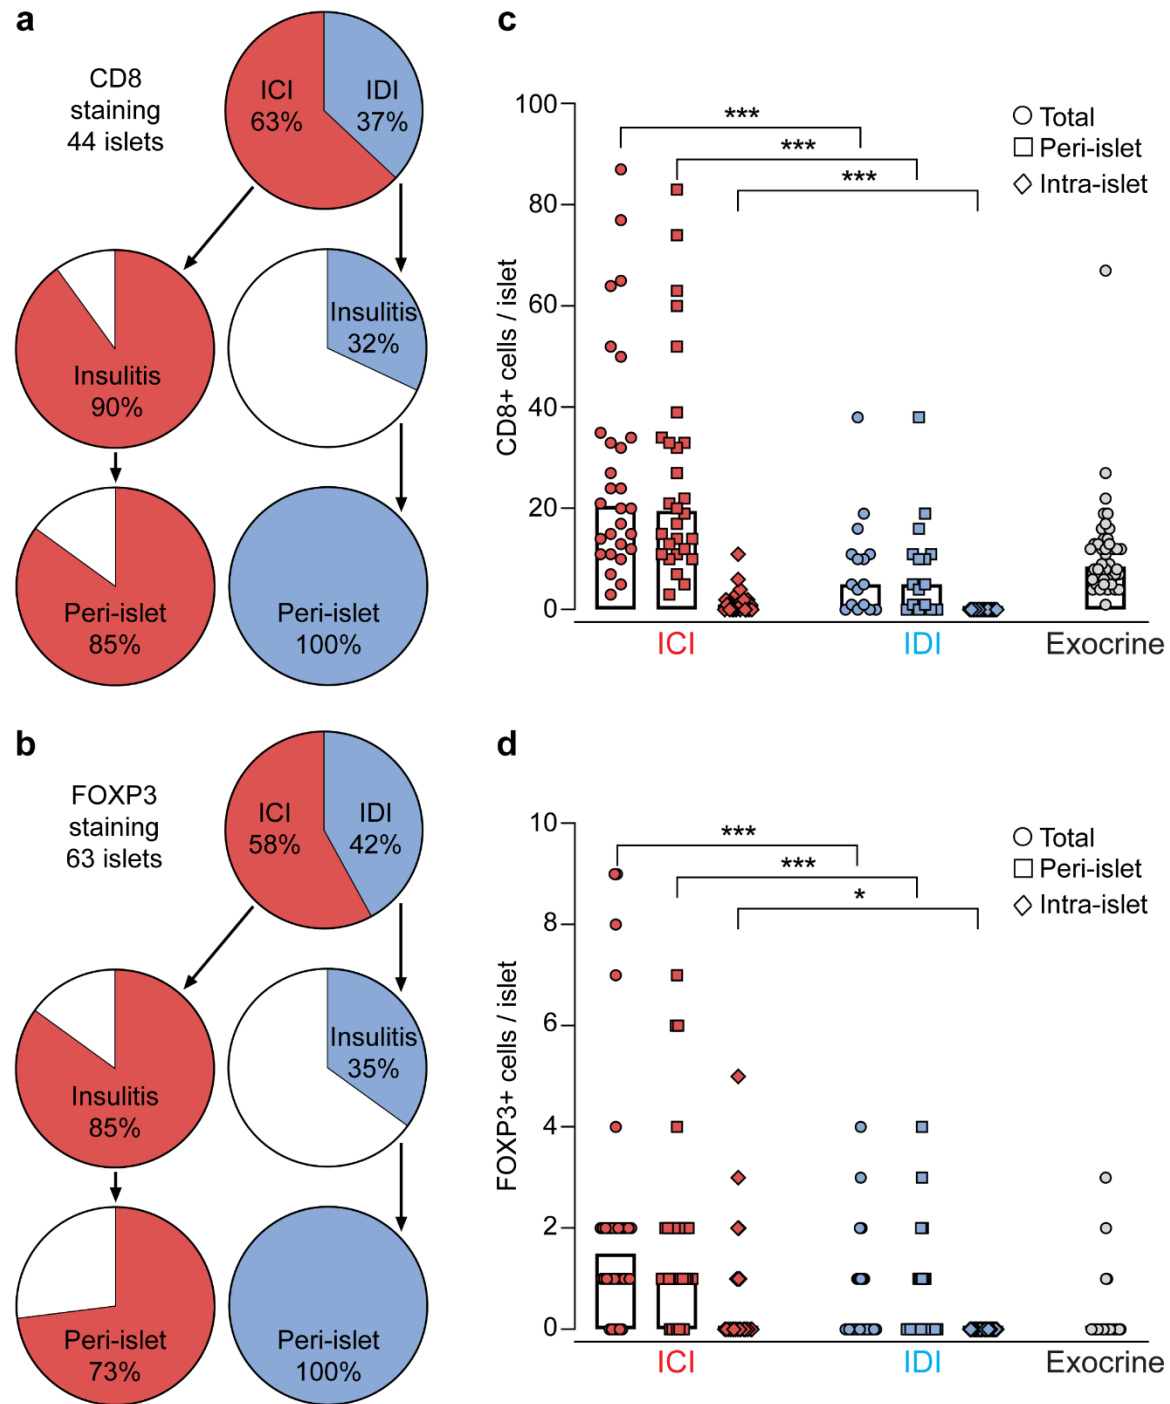 a
CD8
staining
44 islets
ICI
63%
IDI
37%
Insulitis
90%
Insulitis
32%
Peri-islet
85%
Peri-islet
100%
b
FOXP3
staining
63 islets
ICI
58%
IDI
42%
Insulitis
85%
Insulitis
35%
Peri-islet
73%
Peri-islet
100%
c
CD8+ cells / islet
100
80
60
40
20
0
***
***
***
Total
Peri-islet
Intra-islet
ICI
IDI
Exocrine
d
FOXP3+ cells / islet
10
8
6
4
2
0
***
***
*
Total
Peri-islet
Intra-islet
ICI
IDI
Exocrine